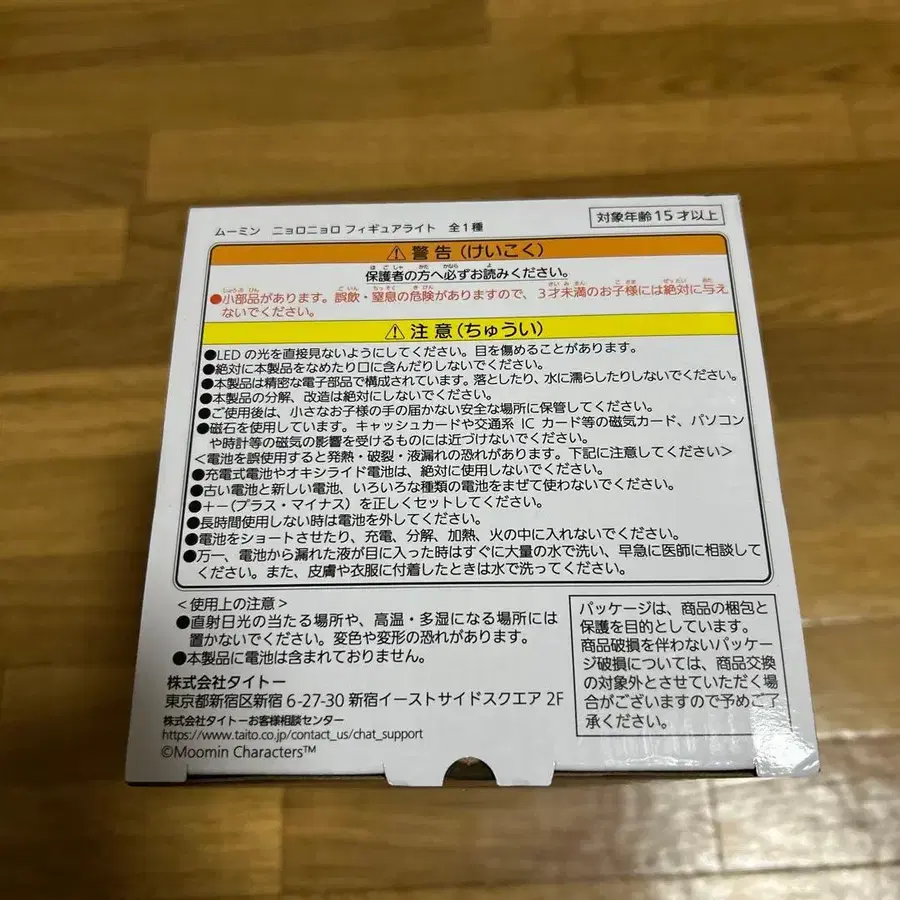 ムーミン ニョロニョロ フィギュアライト 全1種
対象年齢15才以上
⚠警告(けいこく)
保護者の方へ必ずお読みください。
●小部品があります。誤飲・窒息の危険がありますので、3才未満のお子様には絶対に与え
ないでください。
⚠注意(ちゅうい)
●LEDの光を直接見ないようにしてください。目を傷めることがあります。
●絶対に本製品をなめたり口に含んだりしないでください。
●本製品は精密な電子部品で構成されています。落としたり、水に濡らしたりしないでください。
●本製品の分解、改造は絶対にしないでください。
●ご使用後は、小さなお子様の手の届かない安全な場所に保管してください。
●磁石を使用しています。キャッシュカードや交通系 IC カード等の磁気カード、パソコン
や時計等の磁気の影響を受けるものには近づけないでください。
<電池を誤使用すると発熱・破裂・液漏れの恐れがあります。下記に注意してください>
●充電式電池やオキシライド電池は、絶対に使用しないでください。
●古い電池と新しい電池、いろいろな種類の電池をまぜて使わないでください。
●+-(プラス・マイナス)を正しくセットしてください。
●長時間使用しない時は電池を外してください。
●電池をショートさせたり、充電、分解、加熱、火の中に入れないでください。
●万一、電池から漏れた液が目に入った時はすぐに大量の水で洗い、早急に医師に相談して
ください。また、皮膚や衣服に付着したときは水で洗ってください。
<使用上の注意>
●直射日光の当たる場所や、高温・多湿になる場所には
置かないでください。変色や変形の恐れがあります。
●本製品に電池は含まれておりません。
株式会社タイトー
東京都新宿区新宿 6-27-30 新宿イーストサイドスクエア 2F
株式会社タイトーお客様相談センター
https://www.taito.co.jp/contact_us/chat_support
©Moomin Characters™
パッケージは、商品の梱包と
保護を目的としています。
商品破損を伴わないパッケー
ジ破損については、商品交換
の対象外とさせていただく場
合がございますので予めご了
承ください。